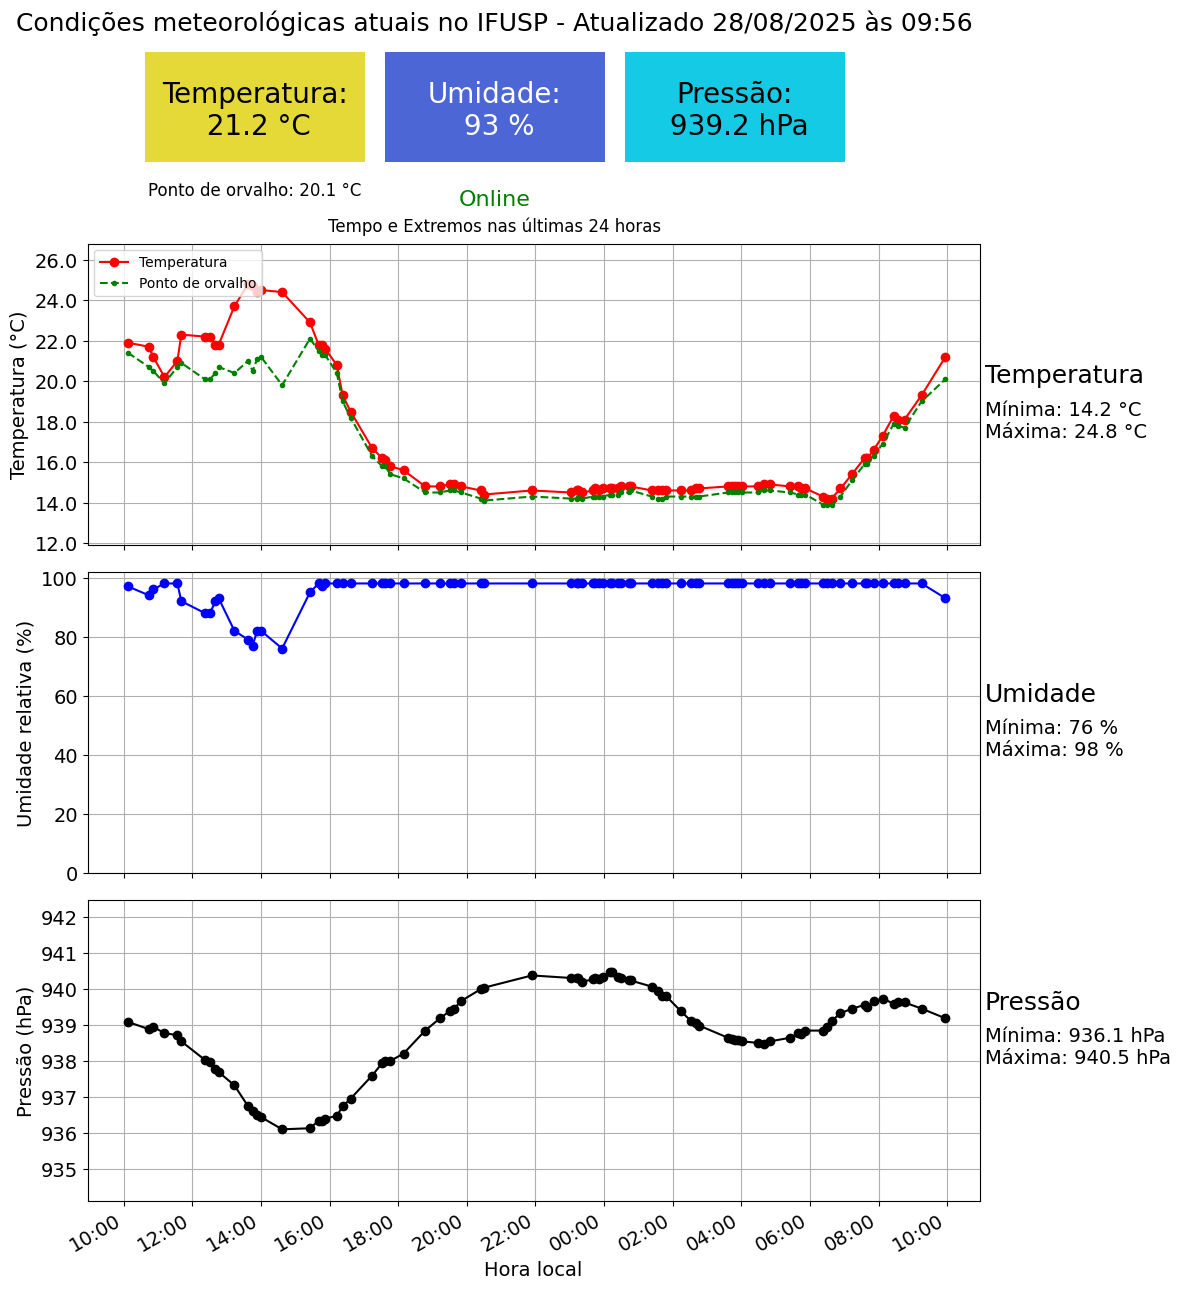 Condições meteorológicas atuais no IFUSP - Atualizado 28/08/2025 às 09:56
Temperatura:
21.2 °C
Umidade:
93 %
Pressão:
939.2 hPa
Ponto de orvalho: 20.1 °C
Online
Tempo e Extremos nas últimas 24 horas
Temperatura (°C)
26.0
24.0
22.0
20.0
18.0
16.0
14.0
12.0
Temperatura
Ponto de orvalho
Temperatura
Mínima: 14.2 °C
Máxima: 24.8 °C
Umidade relativa (%)
100
80
60
40
20
0
Umidade
Mínima: 76 %
Máxima: 98 %
Pressão (hPa)
942
941
940
939
938
937
936
935
Pressão
Mínima: 936.1 hPa
Máxima: 940.5 hPa
10:00
12:00
14:00
16:00
18:00
20:00
22:00
00:00
02:00
04:00
06:00
08:00
10:00
Hora local